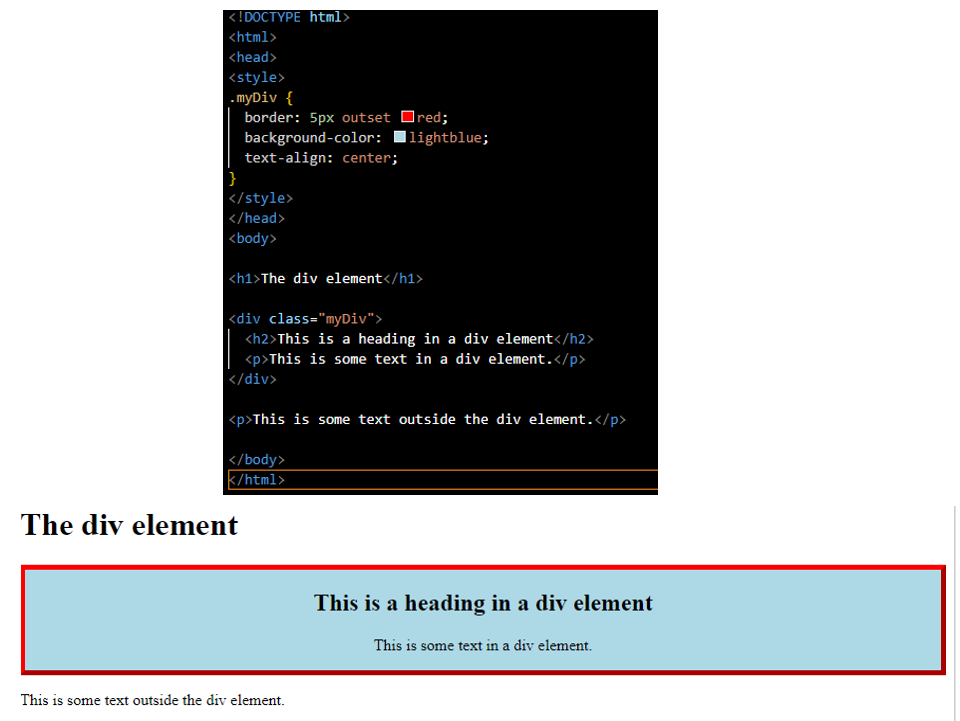 <!DOCTYPE html>
<html>
<head>
<style>
.myDiv {
  border: 5px outset red;
  background-color: lightblue;
  text-align: center;
}
</style>
</head>
<body>
<h1>The div element</h1>
<div class="myDiv">
  <h2>This is a heading in a div element</h2>
  <p>This is some text in a div element.</p>
</div>
<p>This is some text outside the div element.</p>
</body>
</html>
The div element
This is a heading in a div element
This is some text in a div element.
This is some text outside the div element.